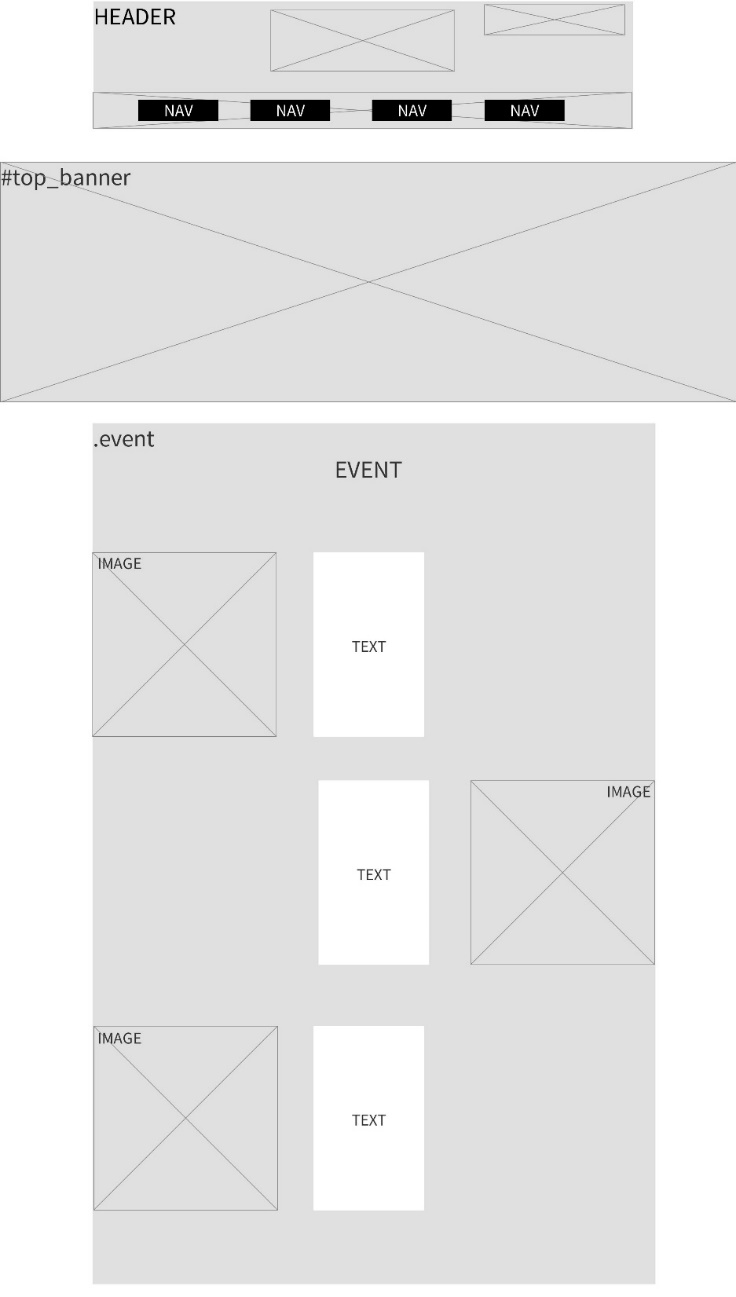 HEADER
NAV NAV NAV NAV
#top_banner
.event
EVENT
IMAGE
TEXT
IMAGE
TEXT
IMAGE
TEXT